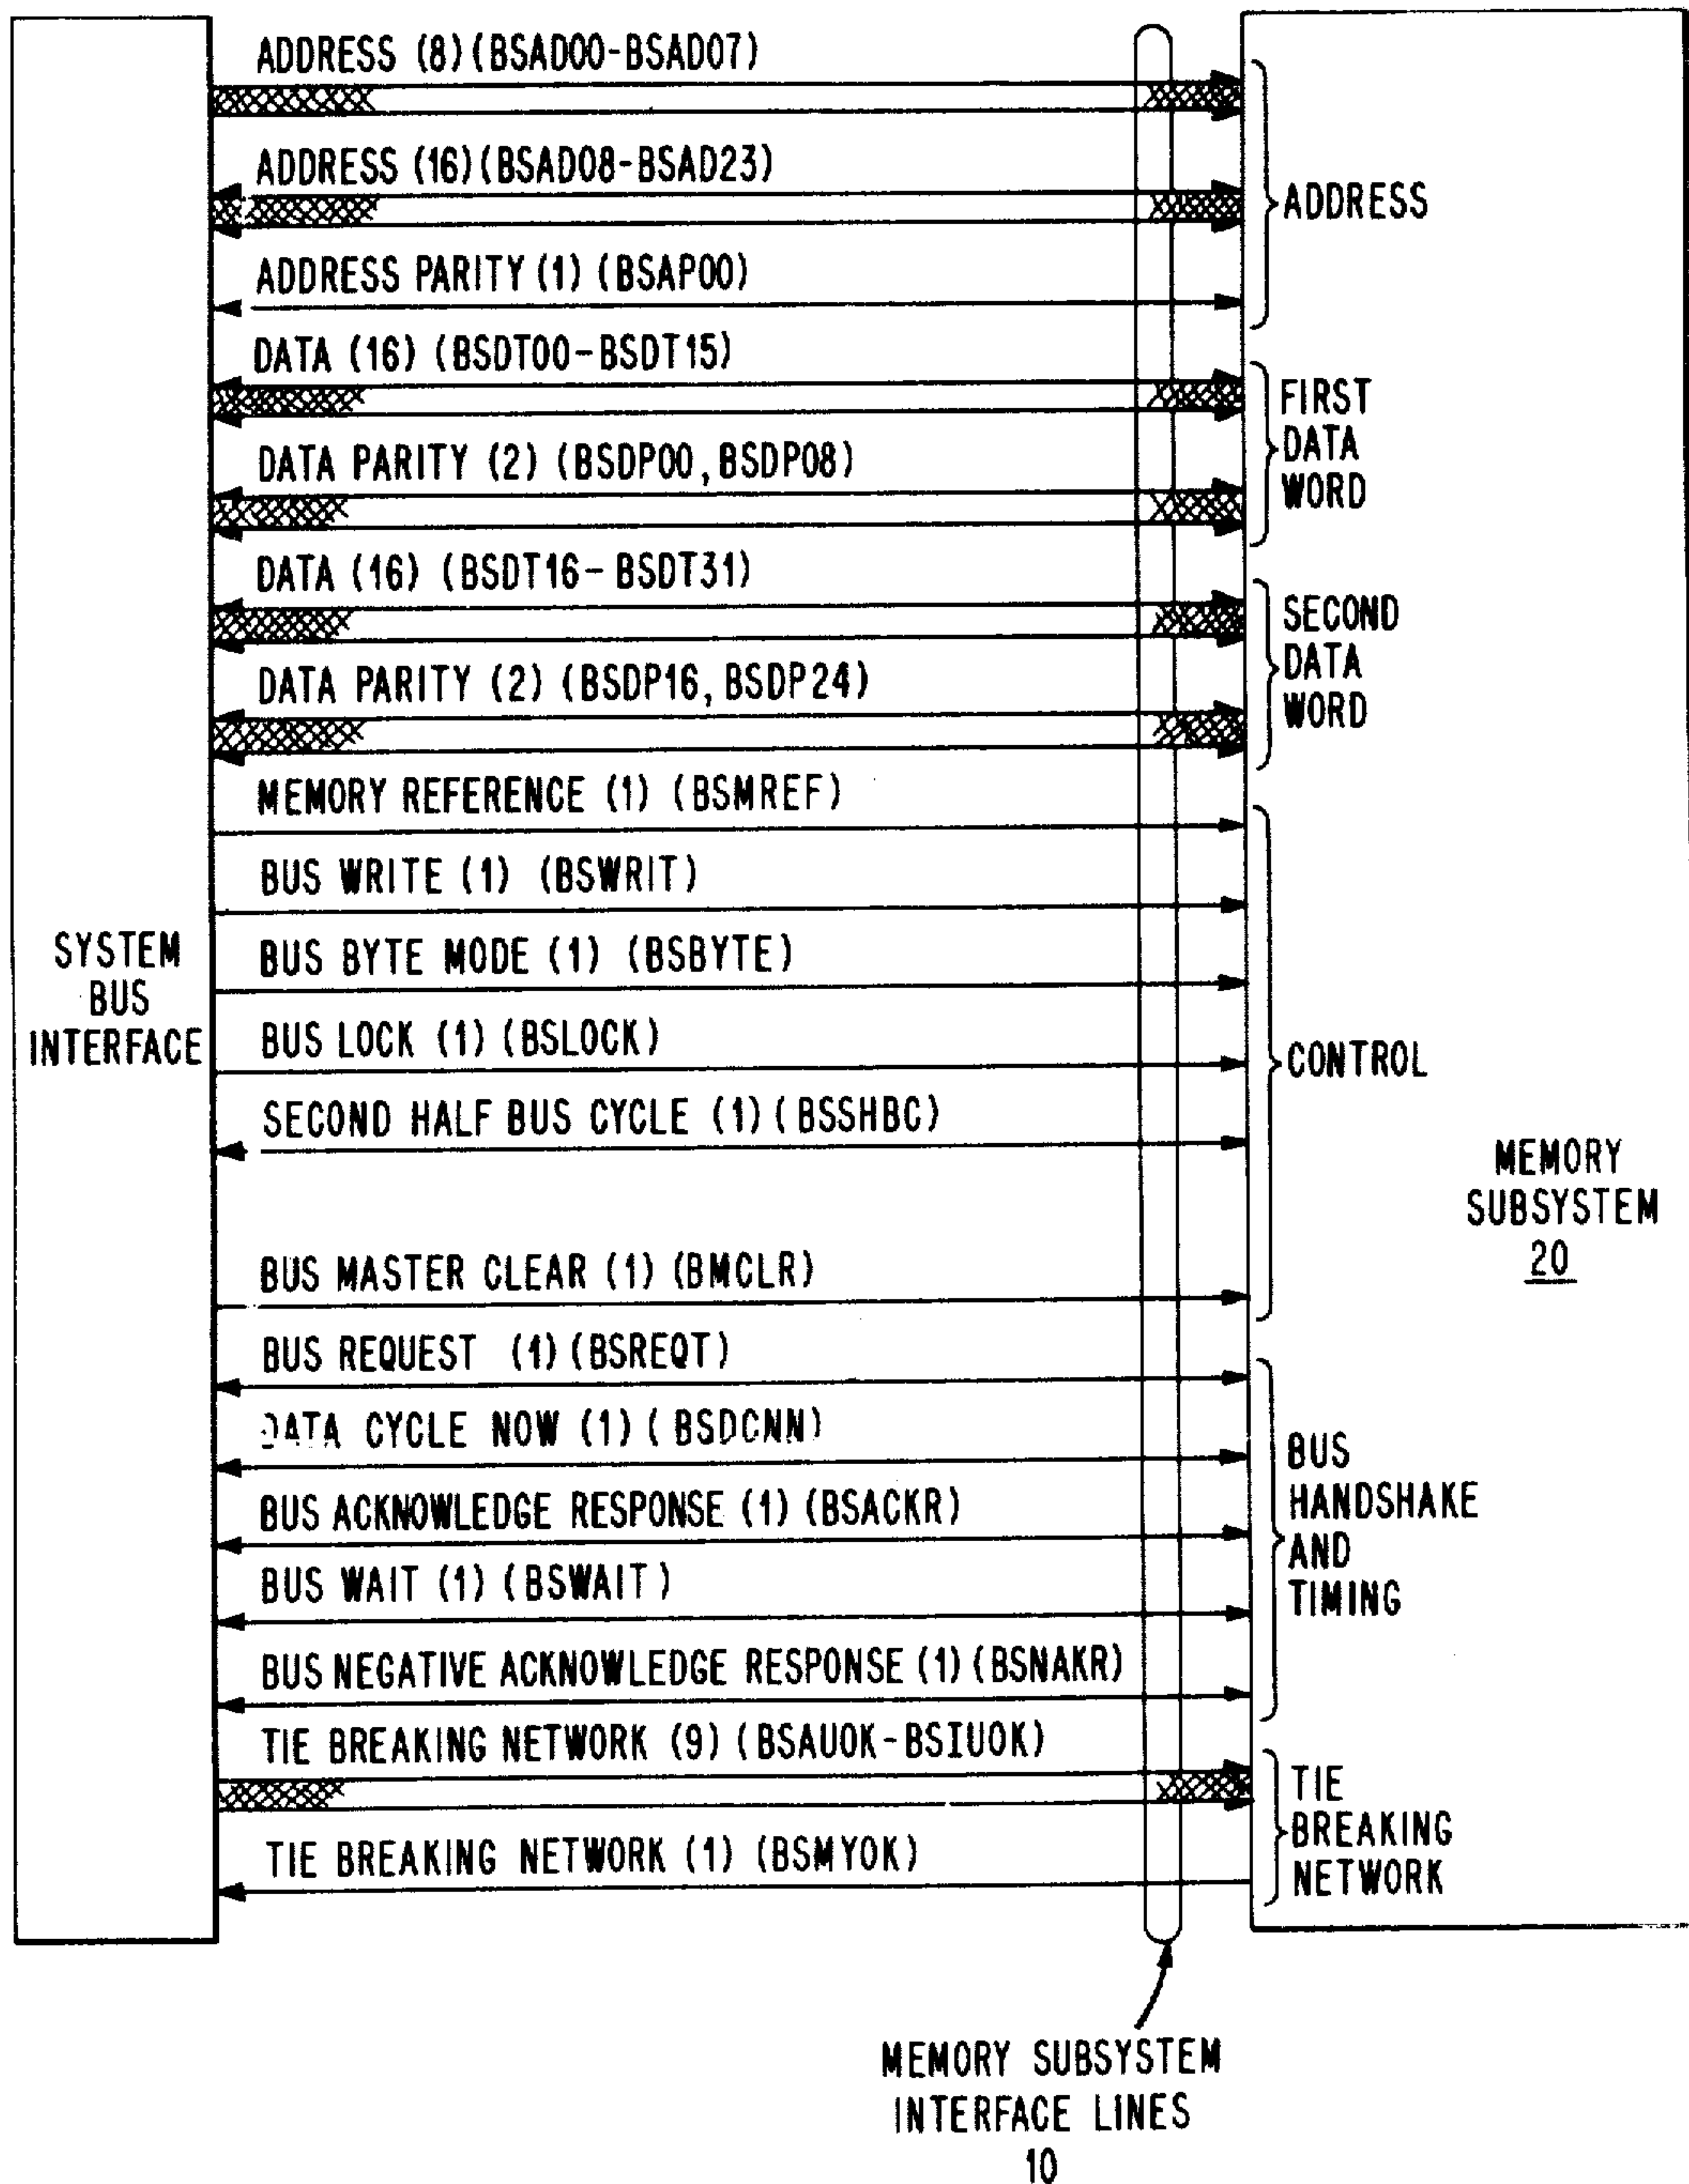 ADDRESS (8) (BSAD00-BSAD07)
ADDRESS (16) (BSAD08-BSAD23)
ADDRESS PARITY (1) (BSAP00)
ADDRESS
DATA (16) (BSDT00-BSDT15)
DATA PARITY (2) (BSDP00, BSDP08)
FIRST
DATA
WORD
DATA (16) (BSDT16-BSDT31)
DATA PARITY (2) (BSDP16, BSDP24)
SECOND
DATA
WORD
MEMORY REFERENCE (1) (BSMREF)
BUS WRITE (1) (BSWRIT)
BUS BYTE MODE (1) (BSBYTE)
BUS LOCK (1) (BSLOCK)
SECOND HALF BUS CYCLE (1) (BSSHBC)
BUS MASTER CLEAR (1) (BMCLR)
CONTROL
SYSTEM
BUS
INTERFACE
MEMORY
SUBSYSTEM
20
BUS REQUEST (1) (BSREQT)
DATA CYCLE NOW (1) (BSDCNN)
BUS ACKNOWLEDGE RESPONSE (1) (BSACKR)
BUS WAIT (1) (BSWAIT)
BUS NEGATIVE ACKNOWLEDGE RESPONSE (1) (BSNAKR)
BUS
HANDSHAKE
AND
TIMING
TIE BREAKING NETWORK (9) (BSAUOK-BSIUOK)
TIE BREAKING NETWORK (1) (BSMYOK)
TIE
BREAKING
NETWORK
MEMORY SUBSYSTEM
INTERFACE LINES
10